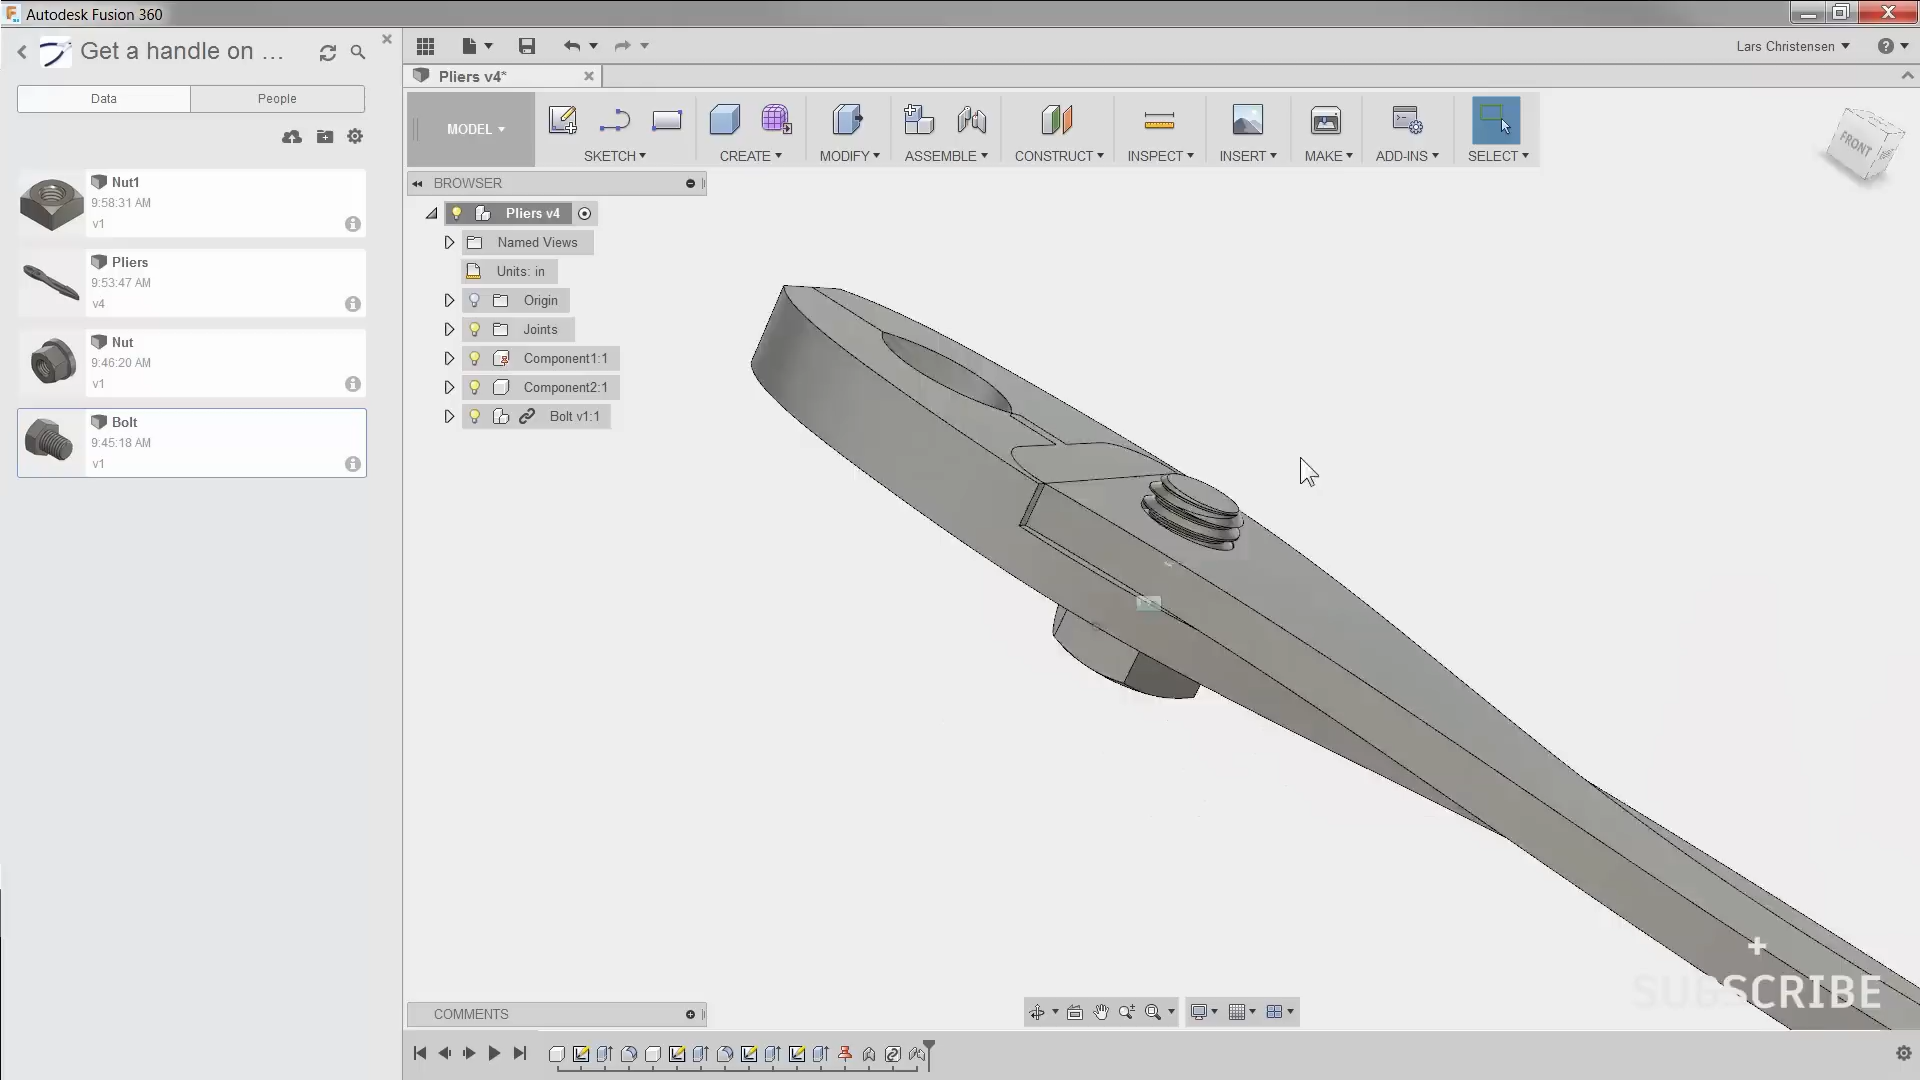 Autodesk Fusion 360
Get a handle on ...
Data
People
Nut1
9:58:31 AM
v1
Pliers
9:53:47 AM
v4
Nut
9:46:20 AM
v1
Bolt
9:45:18 AM
v1
Lars Christensen
Pliers v4*
MODEL
SKETCH
CREATE
MODIFY
ASSEMBLE
CONSTRUCT
INSPECT
INSERT
MAKE
ADD-INS
SELECT
FRONT
BROWSER
Pliers v4
Named Views
Units: in
Origin
Joints
Component1:1
Component2:1
Bolt v1:1
SUBSCRIBE
COMMENTS